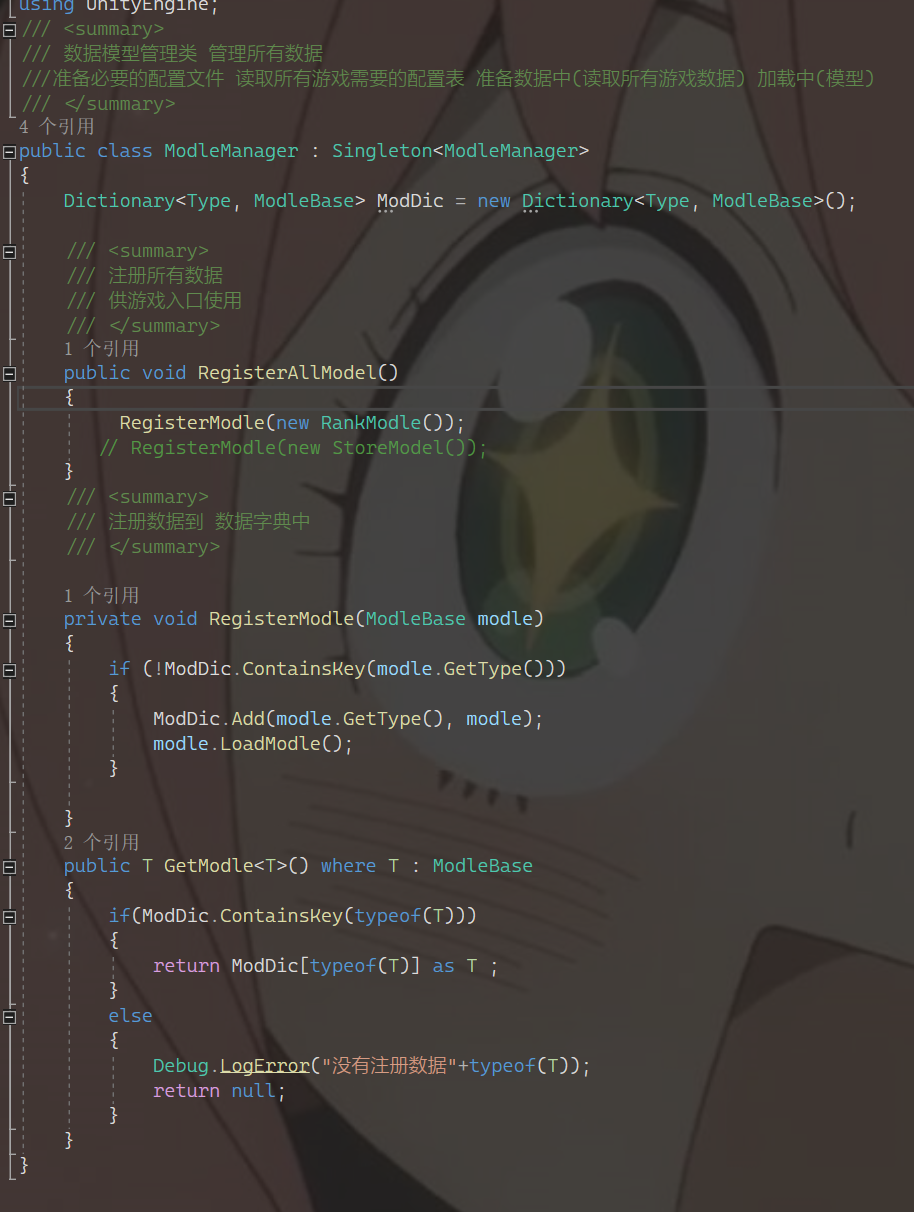 using UnityEngine;
/// <summary>
/// 数据模型管理类 管理所有数据
///准备必要的配置文件 读取所有游戏需要的配置表 准备数据中(读取所有游戏数据) 加载中(模型)
/// </summary>
4 个引用
public class ModleManager : Singleton<ModleManager>
{
Dictionary<Type, ModleBase> ModDic = new Dictionary<Type, ModleBase>();
/// <summary>
/// 注册所有数据
/// 供游戏入口使用
/// </summary>
1 个引用
public void RegisterAllModel()
{
RegisterModle(new RankModle());
// RegisterModle(new StoreModel());
}
/// <summary>
/// 注册数据到 数据字典中
/// </summary>
1 个引用
private void RegisterModle(ModleBase modle)
{
if (!ModDic.ContainsKey(modle.GetType()))
{
ModDic.Add(modle.GetType(), modle);
modle.LoadModle();
}
}
2 个引用
public T GetModle<T>() where T : ModleBase
{
if(ModDic.ContainsKey(typeof(T)))
{
return ModDic[typeof(T)] as T ;
}
else
{
Debug.LogError("没有注册数据"+typeof(T));
return null;
}
}
}